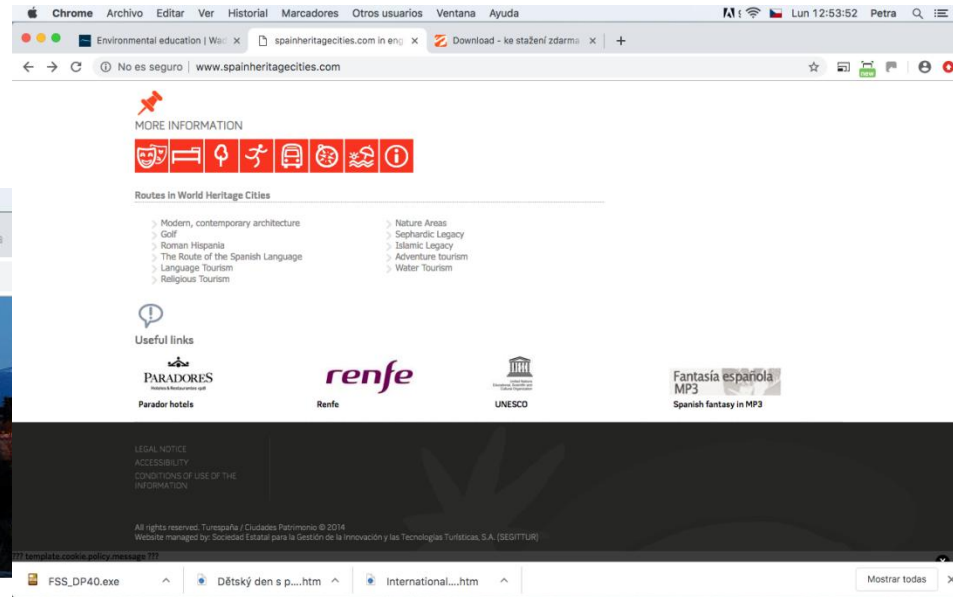 Chrome Archivo Editar Ver Historial Marcadores Otros usuarios Ventana Ayuda Lun 12:53:52 Petra
Environmental education | Wad spainheritagecities.com in eng Download - ke stažení zdarma
No es seguro | www.spainheritagecities.com
new
MORE INFORMATION
Routes in World Heritage Cities
Modern, contemporary architecture
Golf
Roman Hispania
The Route of the Spanish Language
Language Tourism
Religious Tourism
Nature Areas
Sephardic Legacy
Islamic Legacy
Adventure tourism
Water Tourism
Useful links
PARADORES
Parador hotels
renfe
Renfe
UNESCO
Fantasía española
MP3
Spanish fantasy in MP3
LEGAL NOTICE
ACCESSIBILITY
CONDITIONS OF USE OF THE
INFORMATION
All rights reserved. Turespaña / Ciudades Patrimonio © 2014
Website managed by: Sociedad Estatal para la Gestión de la Innovación y las Tecnologías Turísticas, S.A. (SEGITTUR)
??? template.cookie.policy.message ???
FSS_DP40.exe Dětský den s p....htm International....htm Mostrar todas